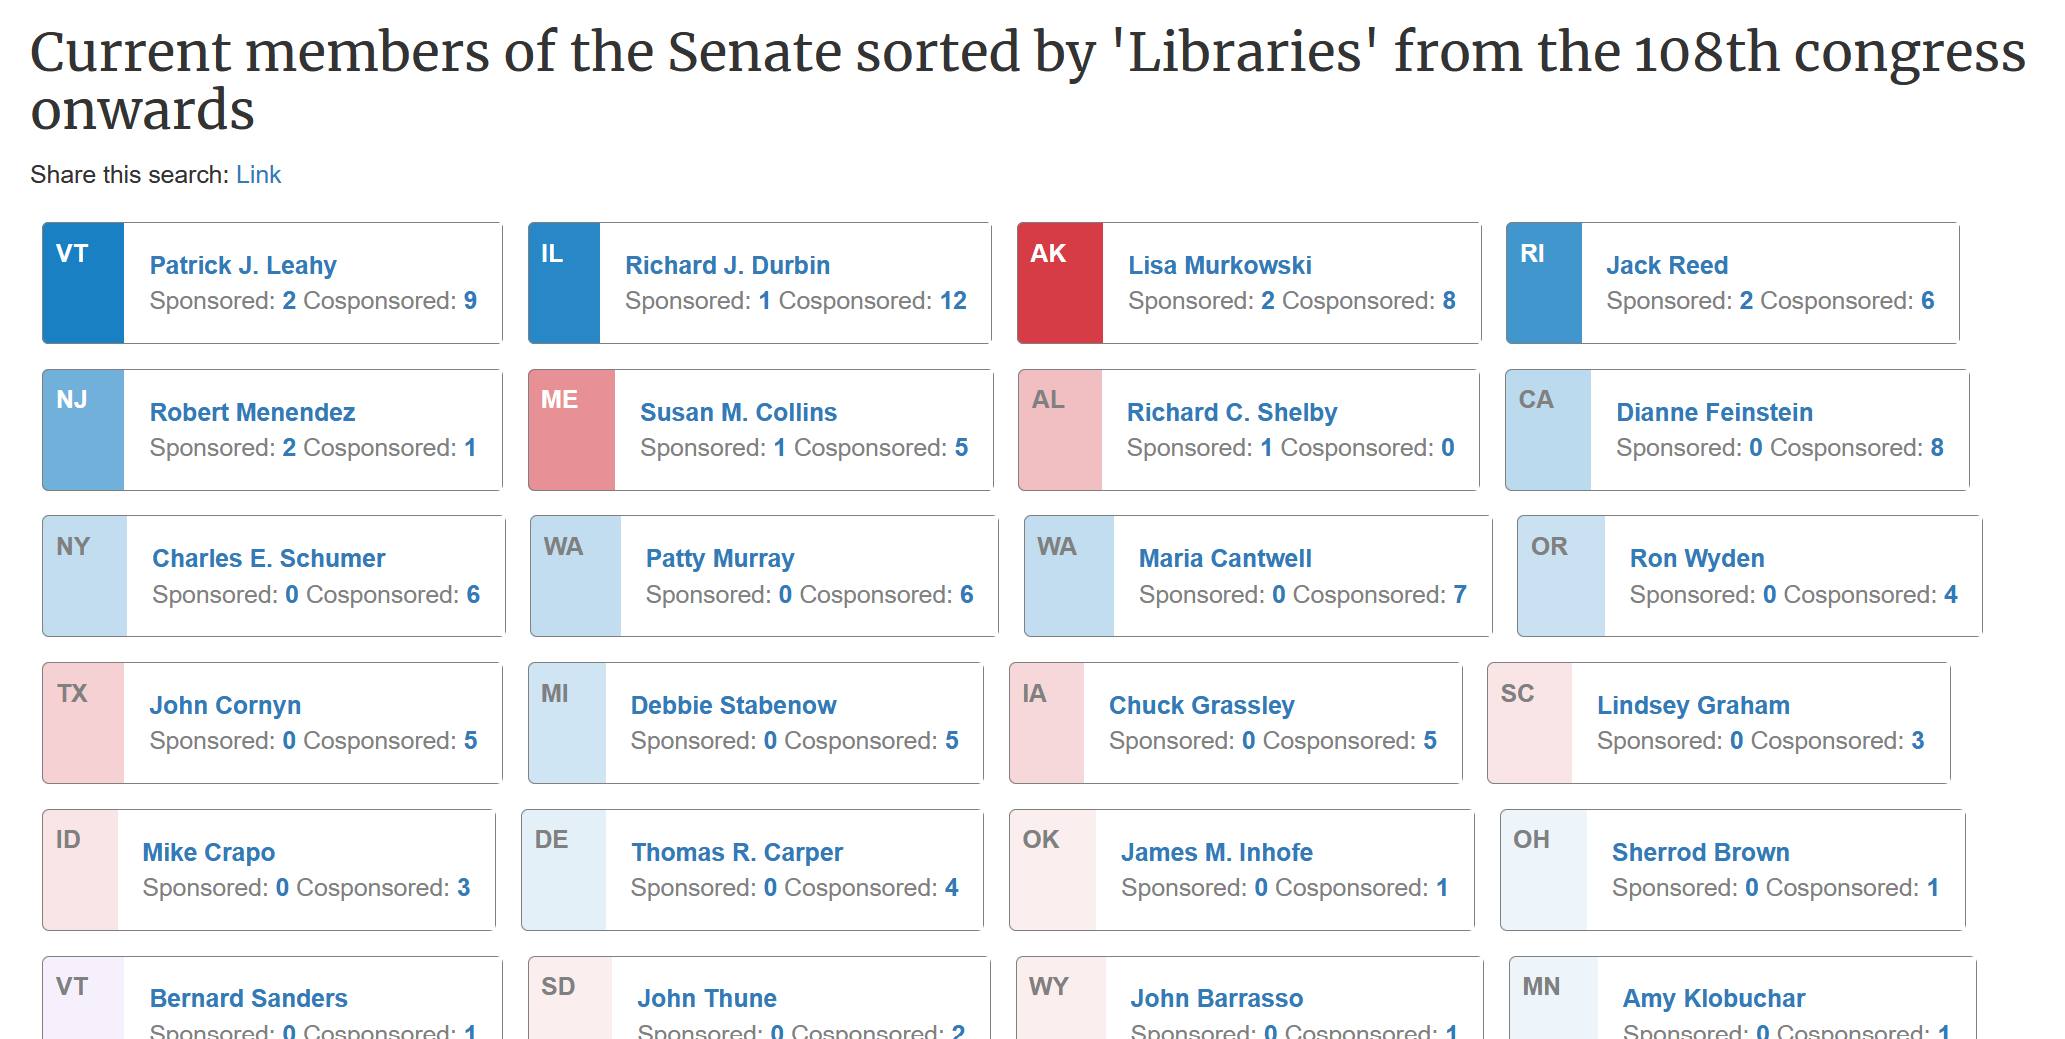 Current members of the Senate sorted by 'Libraries' from the 108th congress
onwards
Share this search: Link
VT
Patrick J. Leahy
Sponsored: 2 Cosponsored: 9
IL
Richard J. Durbin
Sponsored: 1 Cosponsored: 12
AK
Lisa Murkowski
Sponsored: 2 Cosponsored: 8
RI
Jack Reed
Sponsored: 2 Cosponsored: 6
NJ
Robert Menendez
Sponsored: 2 Cosponsored: 1
ME
Susan M. Collins
Sponsored: 1 Cosponsored: 5
AL
Richard C. Shelby
Sponsored: 1 Cosponsored: 0
CA
Dianne Feinstein
Sponsored: 0 Cosponsored: 8
NY
Charles E. Schumer
Sponsored: 0 Cosponsored: 6
WA
Patty Murray
Sponsored: 0 Cosponsored: 6
WA
Maria Cantwell
Sponsored: 0 Cosponsored: 7
OR
Ron Wyden
Sponsored: 0 Cosponsored: 4
TX
John Cornyn
Sponsored: 0 Cosponsored: 5
MI
Debbie Stabenow
Sponsored: 0 Cosponsored: 5
IA
Chuck Grassley
Sponsored: 0 Cosponsored: 5
SC
Lindsey Graham
Sponsored: 0 Cosponsored: 3
ID
Mike Crapo
Sponsored: 0 Cosponsored: 3
DE
Thomas R. Carper
Sponsored: 0 Cosponsored: 4
OK
James M. Inhofe
Sponsored: 0 Cosponsored: 1
OH
Sherrod Brown
Sponsored: 0 Cosponsored: 1
VT
Bernard Sanders
Sponsored: 0 Cosponsored: 1
SD
John Thune
Sponsored: 0 Cosponsored: 2
WY
John Barrasso
Sponsored: 0 Cosponsored: 1
MN
Amy Klobuchar
Sponsored: 0 Cosponsored: 1